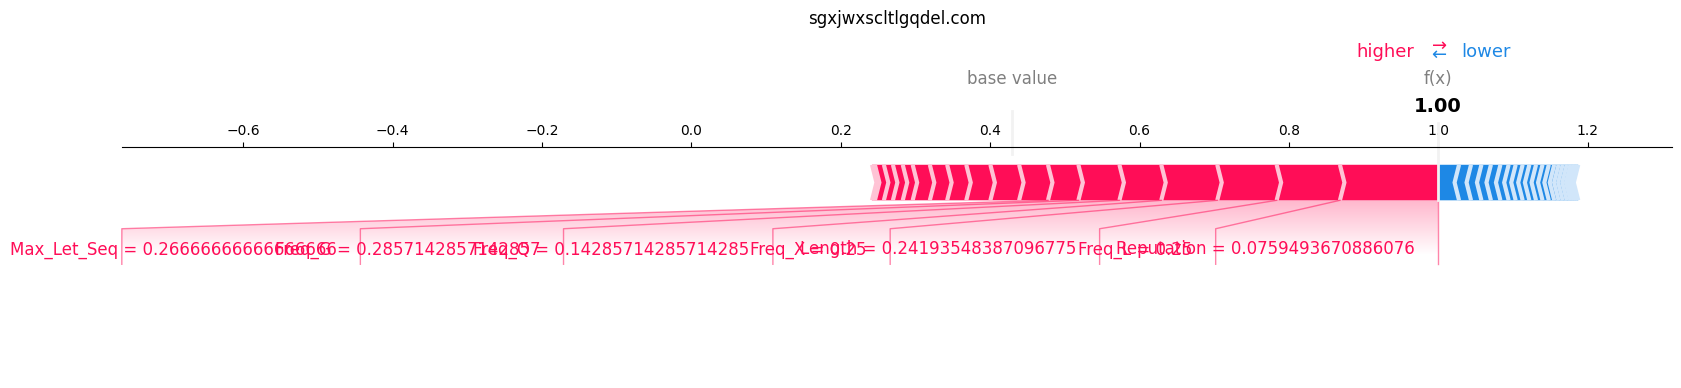 sgxjwxscltlgqdel.com
higher ⇄ lower
base value f(x)
1.00
−0.6 −0.4 −0.2 0.0 0.2 0.4 0.6 0.8 1.0 1.2
Max_Let_Seq = 0.26666666666666666 Freq_G = 0.2857142857142857 Freq_Q = 0.14285714285714285 Freq_X = 0.25 Length = 0.24193548387096775 Freq_L = 0.25 Reputation = 0.0759493670886076